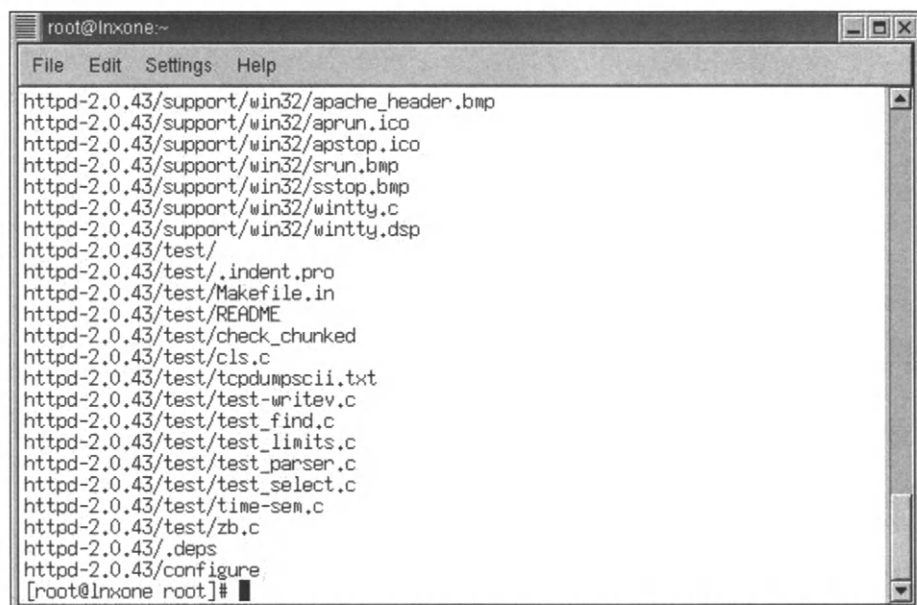 root@lnxone:~
File Edit Settings Help
httpd-2.0.43/support/win32/apache_header.bmp
httpd-2.0.43/support/win32/aprun.ico
httpd-2.0.43/support/win32/apstop.ico
httpd-2.0.43/support/win32/srun.bmp
httpd-2.0.43/support/win32/sstop.bmp
httpd-2.0.43/support/win32/wintty.c
httpd-2.0.43/support/win32/wintty.dsp
httpd-2.0.43/test/
httpd-2.0.43/test/.indent.pro
httpd-2.0.43/test/Makefile.in
httpd-2.0.43/test/README
httpd-2.0.43/test/check_chunked
httpd-2.0.43/test/cls.c
httpd-2.0.43/test/tcpdumpscii.txt
httpd-2.0.43/test/test-writev.c
httpd-2.0.43/test/test_find.c
httpd-2.0.43/test/test_limits.c
httpd-2.0.43/test/test_parser.c
httpd-2.0.43/test/test_select.c
httpd-2.0.43/test/time-sem.c
httpd-2.0.43/test/zb.c
httpd-2.0.43/.deps
httpd-2.0.43/configure
[root@lnxone root]#